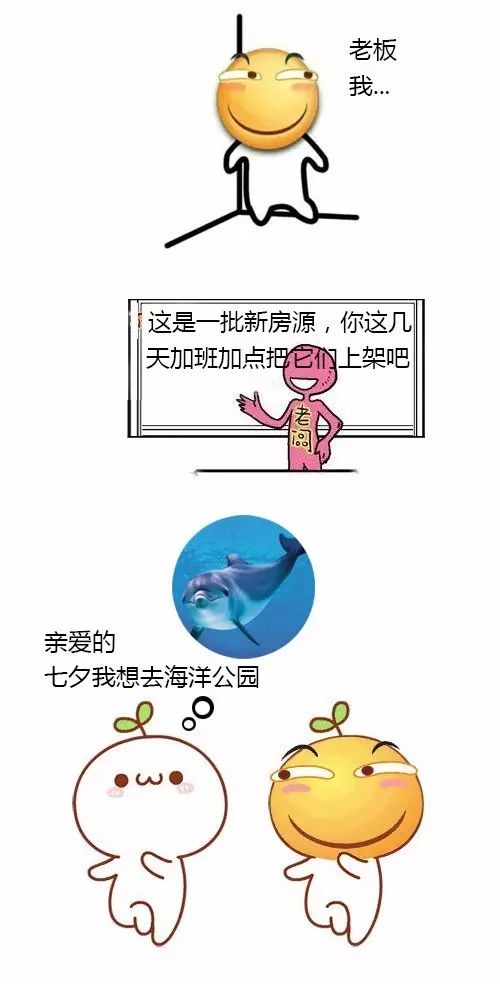 老板
我...
这是一批新房源，你这几
天加班加点把它们上架吧
老
阎
亲爱的
七夕我想去海洋公园